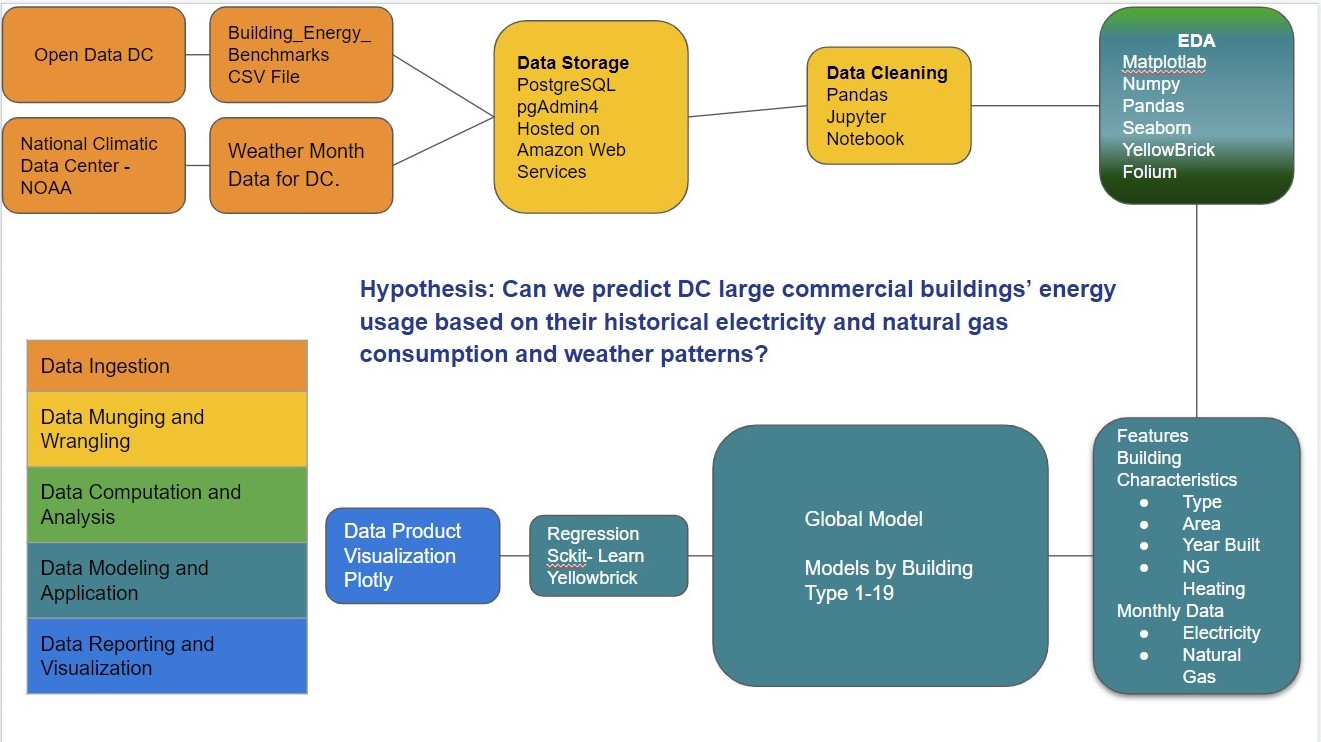 Open Data DC
Building_Energy_
Benchmarks
CSV File
National Climatic
Data Center -
NOAA
Weather Month
Data for DC.
Data Storage
PostgreSQL
pgAdmin4
Hosted on
Amazon Web
Services
Data Cleaning
Pandas
Jupyter
Notebook
EDA
Matplotlab
Numpy
Pandas
Seaborn
YellowBrick
Folium
Hypothesis: Can we predict DC large commercial buildings’ energy
usage based on their historical electricity and natural gas
consumption and weather patterns?
Data Ingestion
Data Munging and
Wrangling
Data Computation and
Analysis
Data Modeling and
Application
Data Reporting and
Visualization
Data Product
Visualization
Plotly
Regression
Sckit- Learn
Yellowbrick
Global Model
Models by Building
Type 1-19
Features
Building
Characteristics
● Type
● Area
● Year Built
● NG
Heating
Monthly Data
● Electricity
● Natural
Gas